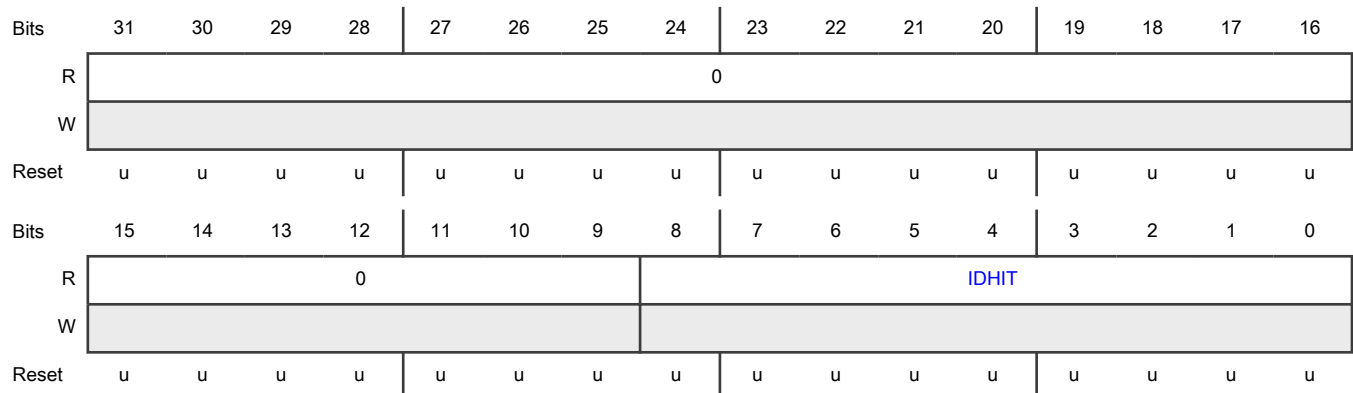 Bits 31 30 29 28 27 26 25 24 23 22 21 20 19 18 17 16
R 0
W
Reset u u u u u u u u u u u u u u u u
Bits 15 14 13 12 11 10 9 8 7 6 5 4 3 2 1 0
R 0 IDHIT
W
Reset u u u u u u u u u u u u u u u u